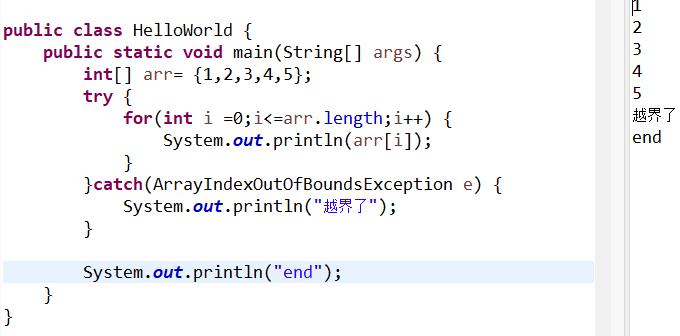 public class HelloWorld {
public static void main(String[] args) {
int[] arr= {1,2,3,4,5};
try {
for(int i =0;i<=arr.length;i++) {
System.out.println(arr[i]);
}
}catch(ArrayIndexOutOfBoundsException e) {
System.out.println("越界了");
}
System.out.println("end");
}
}
1
2
3
4
5
越界了
end